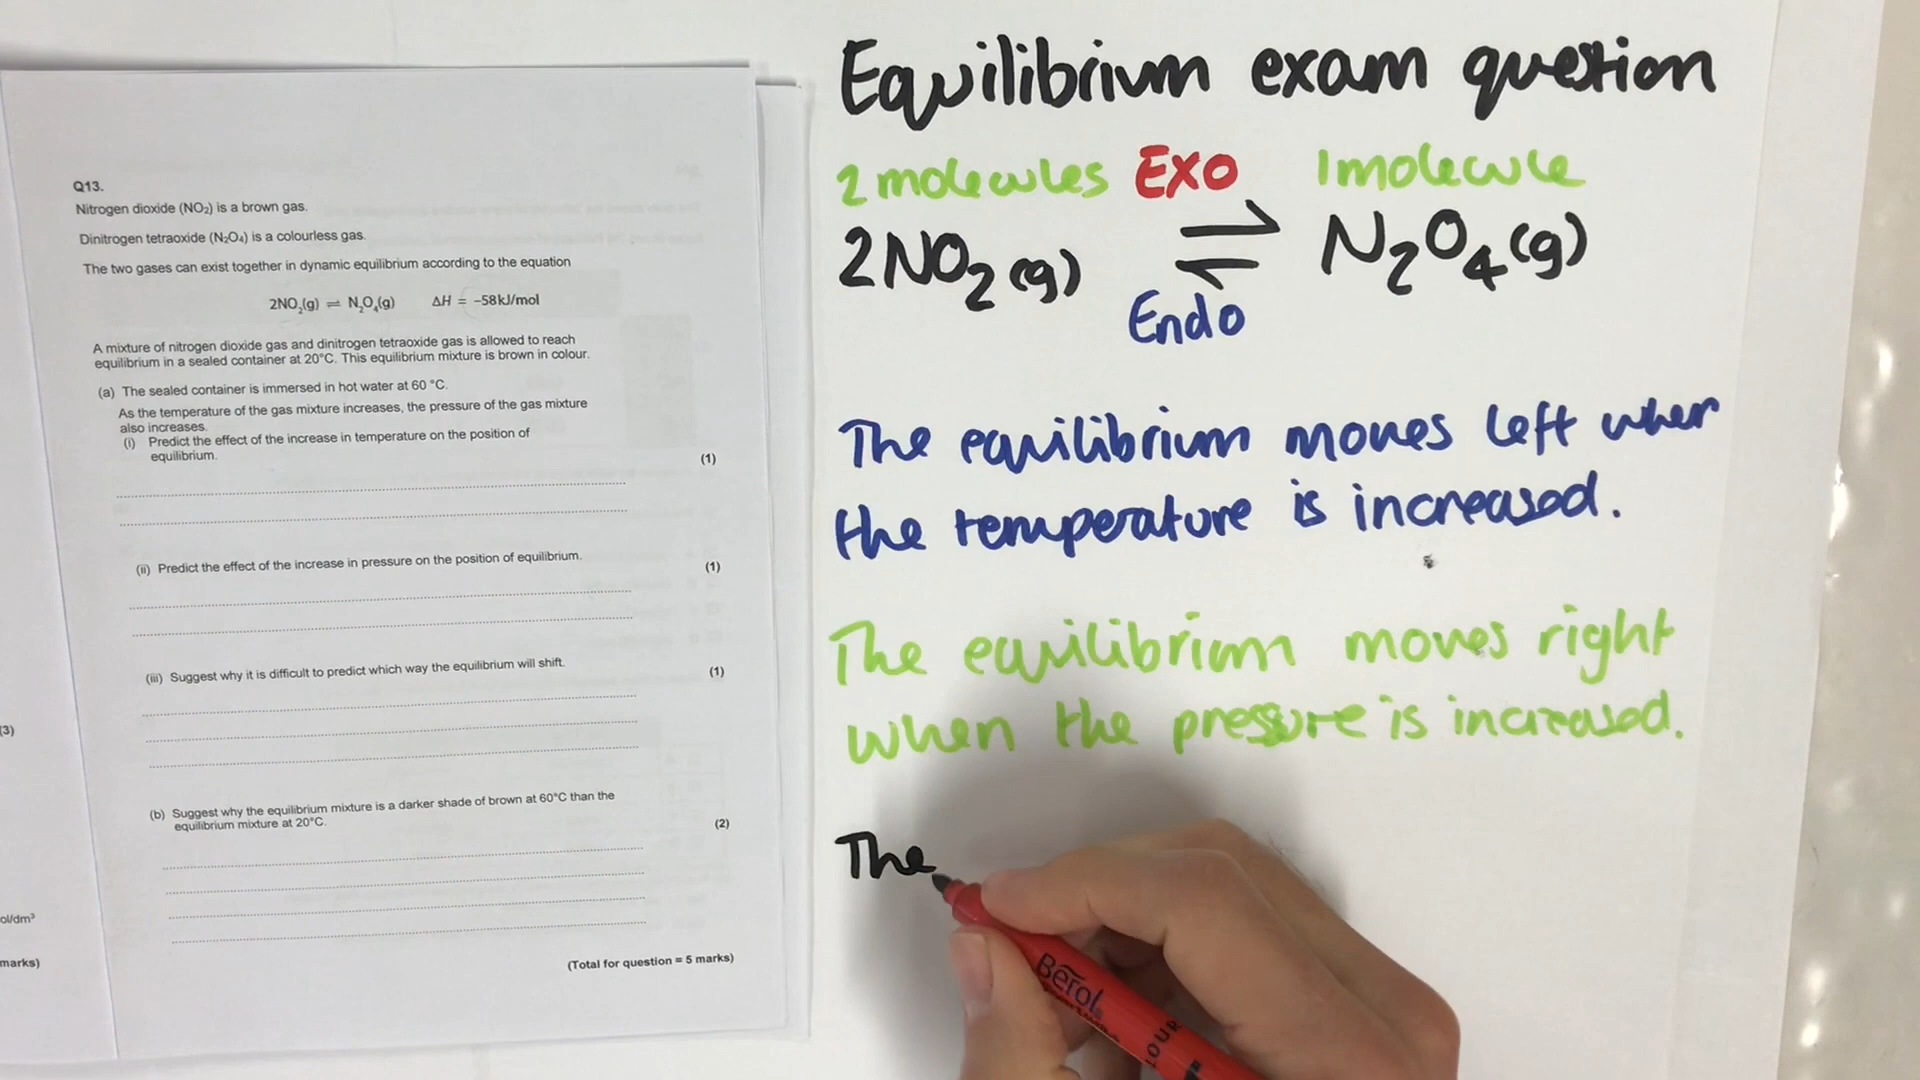 Q13.
Nitrogen dioxide (NO₂) is a brown gas.
Dinitrogen tetraoxide (N₂O₄) is a colourless gas.
The two gases can exist together in dynamic equilibrium according to the equation
2NO₂(g) ⇌ N₂O₄(g) ΔH = −58kJ/mol
A mixture of nitrogen dioxide gas and dinitrogen tetraoxide gas is allowed to reach
equilibrium in a sealed container at 20°C. This equilibrium mixture is brown in colour.
(a) The sealed container is immersed in hot water at 60 °C.
As the temperature of the gas mixture increases, the pressure of the gas mixture
also increases.
(i) Predict the effect of the increase in temperature on the position of
equilibrium.
(1)
(ii) Predict the effect of the increase in pressure on the position of equilibrium.
(1)
(iii) Suggest why it is difficult to predict which way the equilibrium will shift.
(1)
(b) Suggest why the equilibrium mixture is a darker shade of brown at 60°C than the
equilibrium mixture at 20°C.
(2)
(Total for question = 5 marks)
(3)
ol/dm³
marks)
Equilibrium exam question
2 molecules EXO 1 molecule
2NO₂(g) ⇌ N₂O₄(g)
Endo
The equilibrium moves left when
the temperature is increased.
The equilibrium moves right
when the pressure is increased.
The
Berol